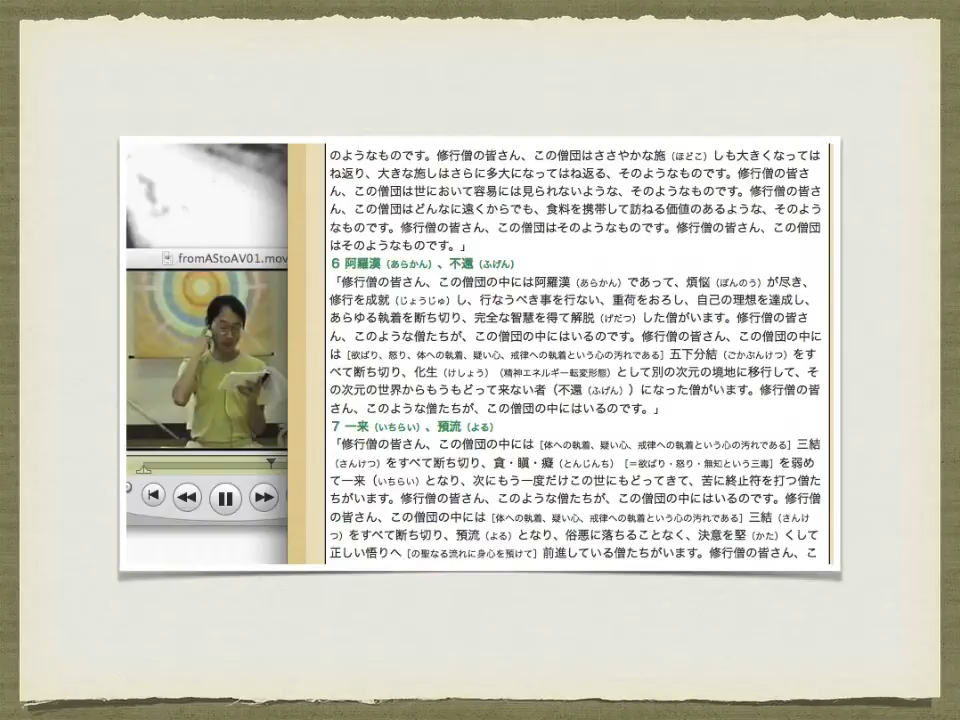 fromAStoAV01.mov
のようなものです。修行僧の皆さん、この僧団はささやかな施（ほどこ）しも大きくなっては
ね返り、大きな施しはさらに多大になってはね返る、そのようなものです。修行僧の皆さ
ん、この僧団は世において容易には見られないような、そのようなものです。修行僧の皆さ
ん、この僧団はどんなに遠くからでも、食料を携帯して訪ねる価値のあるような、そのよう
なものです。修行僧の皆さん、この僧団はそのようなものです。修行僧の皆さん、この僧団
はそのようなものです。」
6 阿羅漢（あらかん）、不還（ふげん）
「修行僧の皆さん、この僧団の中には阿羅漢（あらかん）であって、煩悩（ぼんのう）が尽き、
修行を成就（じょうじゅ）し、行なうべき事を行ない、重荷をおろし、自己の理想を達成し、
あらゆる執着を断ち切り、完全な智慧を得て解脱（げだつ）した僧がいます。修行僧の皆さ
ん、このような僧たちが、この僧団の中にはいるのです。修行僧の皆さん、この僧団の中に
は［欲ばり、怒り、体への執着、疑い心、戒律への執着という心の汚れである］五下分結（ごかぶんけつ）をす
べて断ち切り、化生（けしょう）（精神エネルギー転変形態）として別の次元の境地に移行して、そ
の次元の世界からもうもどって来ない者（不還（ふげん））になった僧がいます。修行僧の皆
さん、このような僧たちが、この僧団の中にはいるのです。」
7 一来（いちらい）、預流（よる）
「修行僧の皆さん、この僧団の中には［体への執着、疑い心、戒律への執着という心の汚れである］三結
（さんけつ）をすべて断ち切り、貪・瞋・癡（とんじんち）［＝欲ばり・怒り・無知という三毒］を弱め
て一来（いちらい）となり、次にもう一度だけこの世にもどってきて、苦に終止符を打つ僧た
ちがいます。修行僧の皆さん、このような僧たちが、この僧団の中にはいるのです。修行僧
の皆さん、この僧団の中には［体への執着、疑い心、戒律への執着という心の汚れである］三結（さんけ
つ）をすべて断ち切り、預流（よる）となり、俗悪に落ちることなく、決意を堅（かた）くして
正しい悟りへ［の聖なる流れに身心を預けて］前進している僧たちがいます。修行僧の皆さん、こ